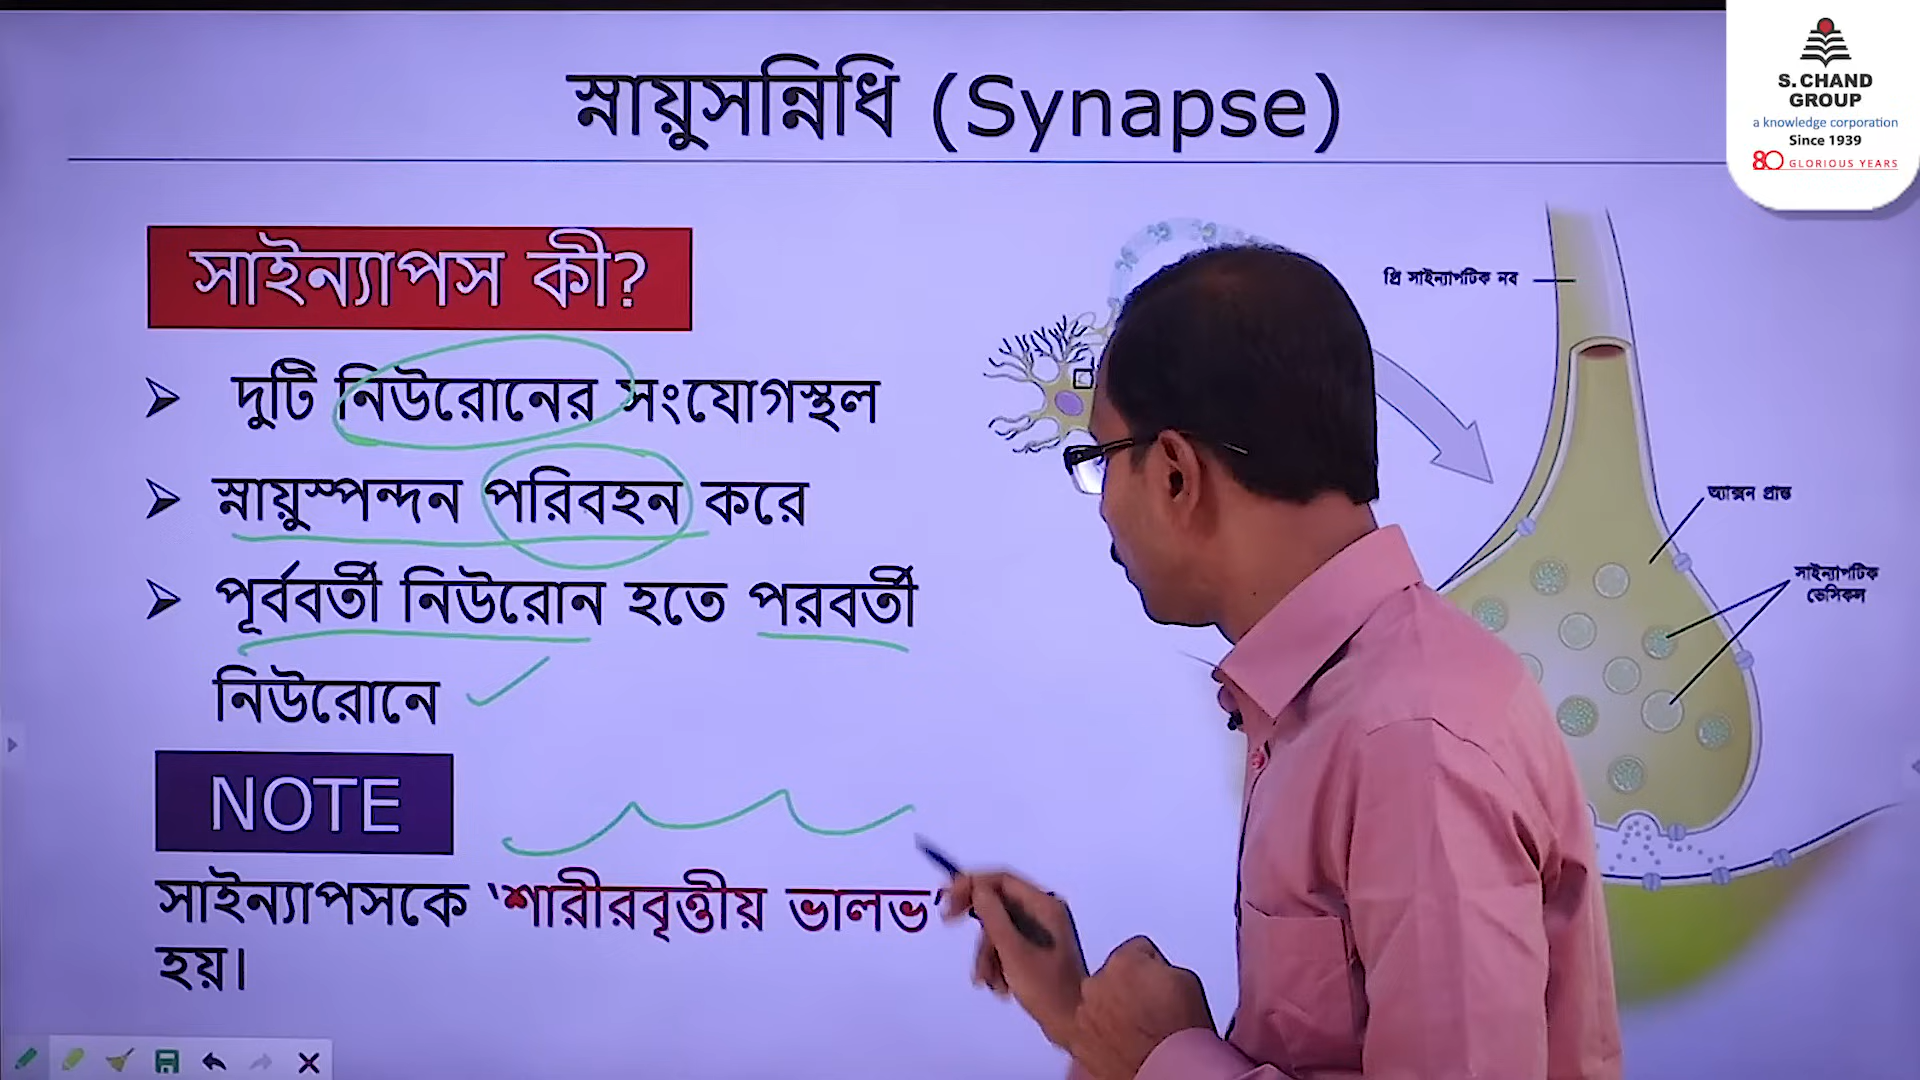 স্নায়ুসন্নিধি (Synapse)
S. CHAND
GROUP
a knowledge corporation
Since 1939
80 GLORIOUS YEARS
সাইন্যাপস কী?
দুটি নিউরোনের সংযোগস্থল
স্নায়ুস্পন্দন পরিবহন করে
পূর্ববর্তী নিউরোন হতে পরবর্তী
নিউরোনে
NOTE
সাইন্যাপসকে ‘শারীরবৃত্তীয় ভালভ’
হয়।
প্রি সাইন্যাপটিক নব
অ্যাক্সন প্রান্ত
সাইন্যাপটিক
ভেসিকল